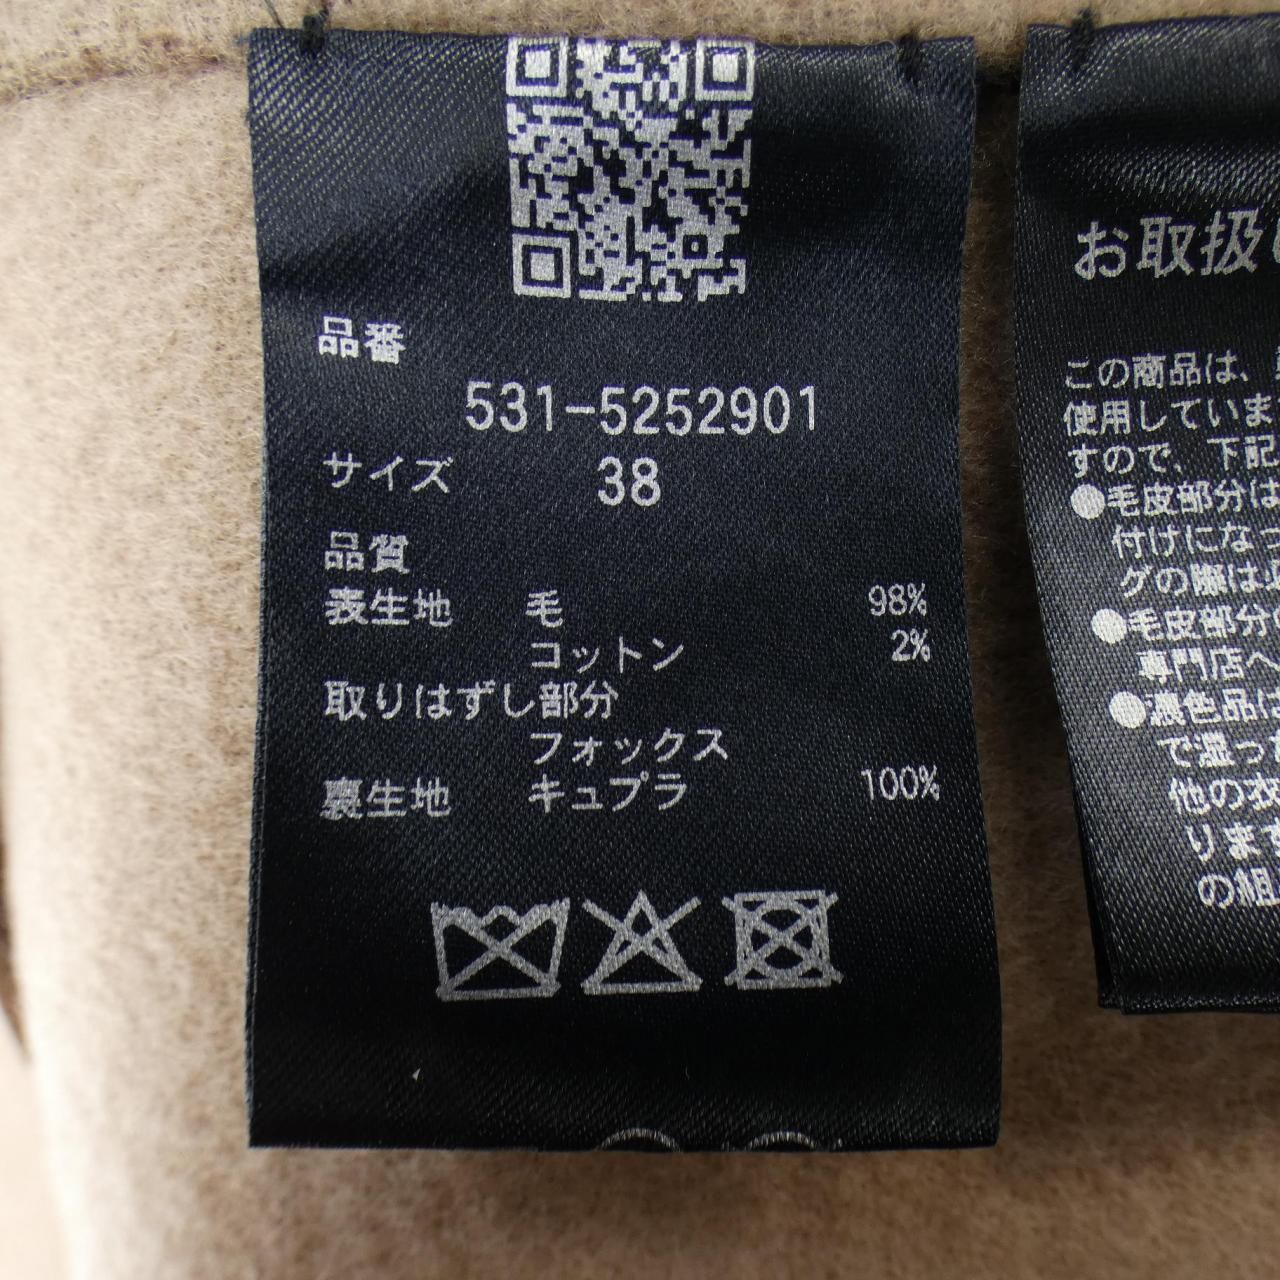 品番
531-5252901
サイズ 38
品質
表生地 毛 98%
コットン 2%
取りはずし部分
フォックス
裏生地 キュプラ 100%
お取扱い
この商品は、
使用していま
すので、下記
●毛皮部分は
付けになっ
グの際は必
●毛皮部分
専門店へ
●濃色品は
で湿った
他の衣
ります
の組